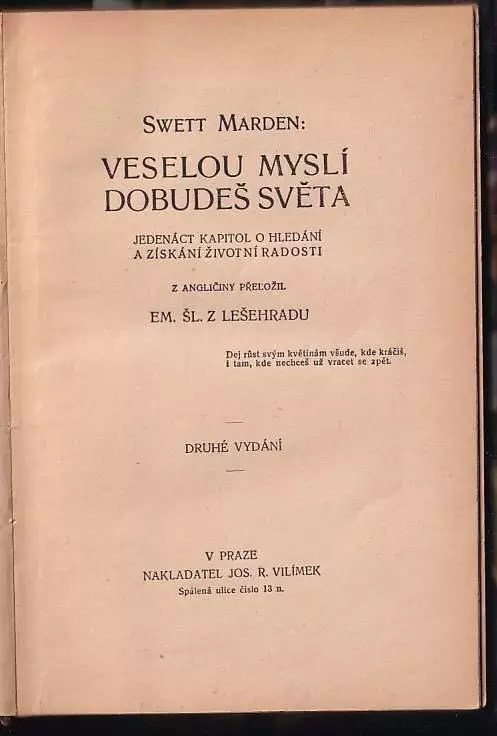 SWETT MARDEN:
VESELOU MYSLÍ
DOBUDEŠ SVĚTA
JEDENÁCT KAPITOL O HLEDÁNÍ
A ZÍSKÁNÍ ŽIVOTNÍ RADOSTI
Z ANGLIČINY PŘELOŽIL
EM. ŠL. Z LEŠEHRADU
Dej růst svým květinám všude, kde kráčíš,
i tam, kde nechceš už vracet se zpět.
DRUHÉ VYDÁNÍ
V PRAZE
NAKLADATEL JOS. R. VILÍMEK
Spálená ulice číslo 13 n.